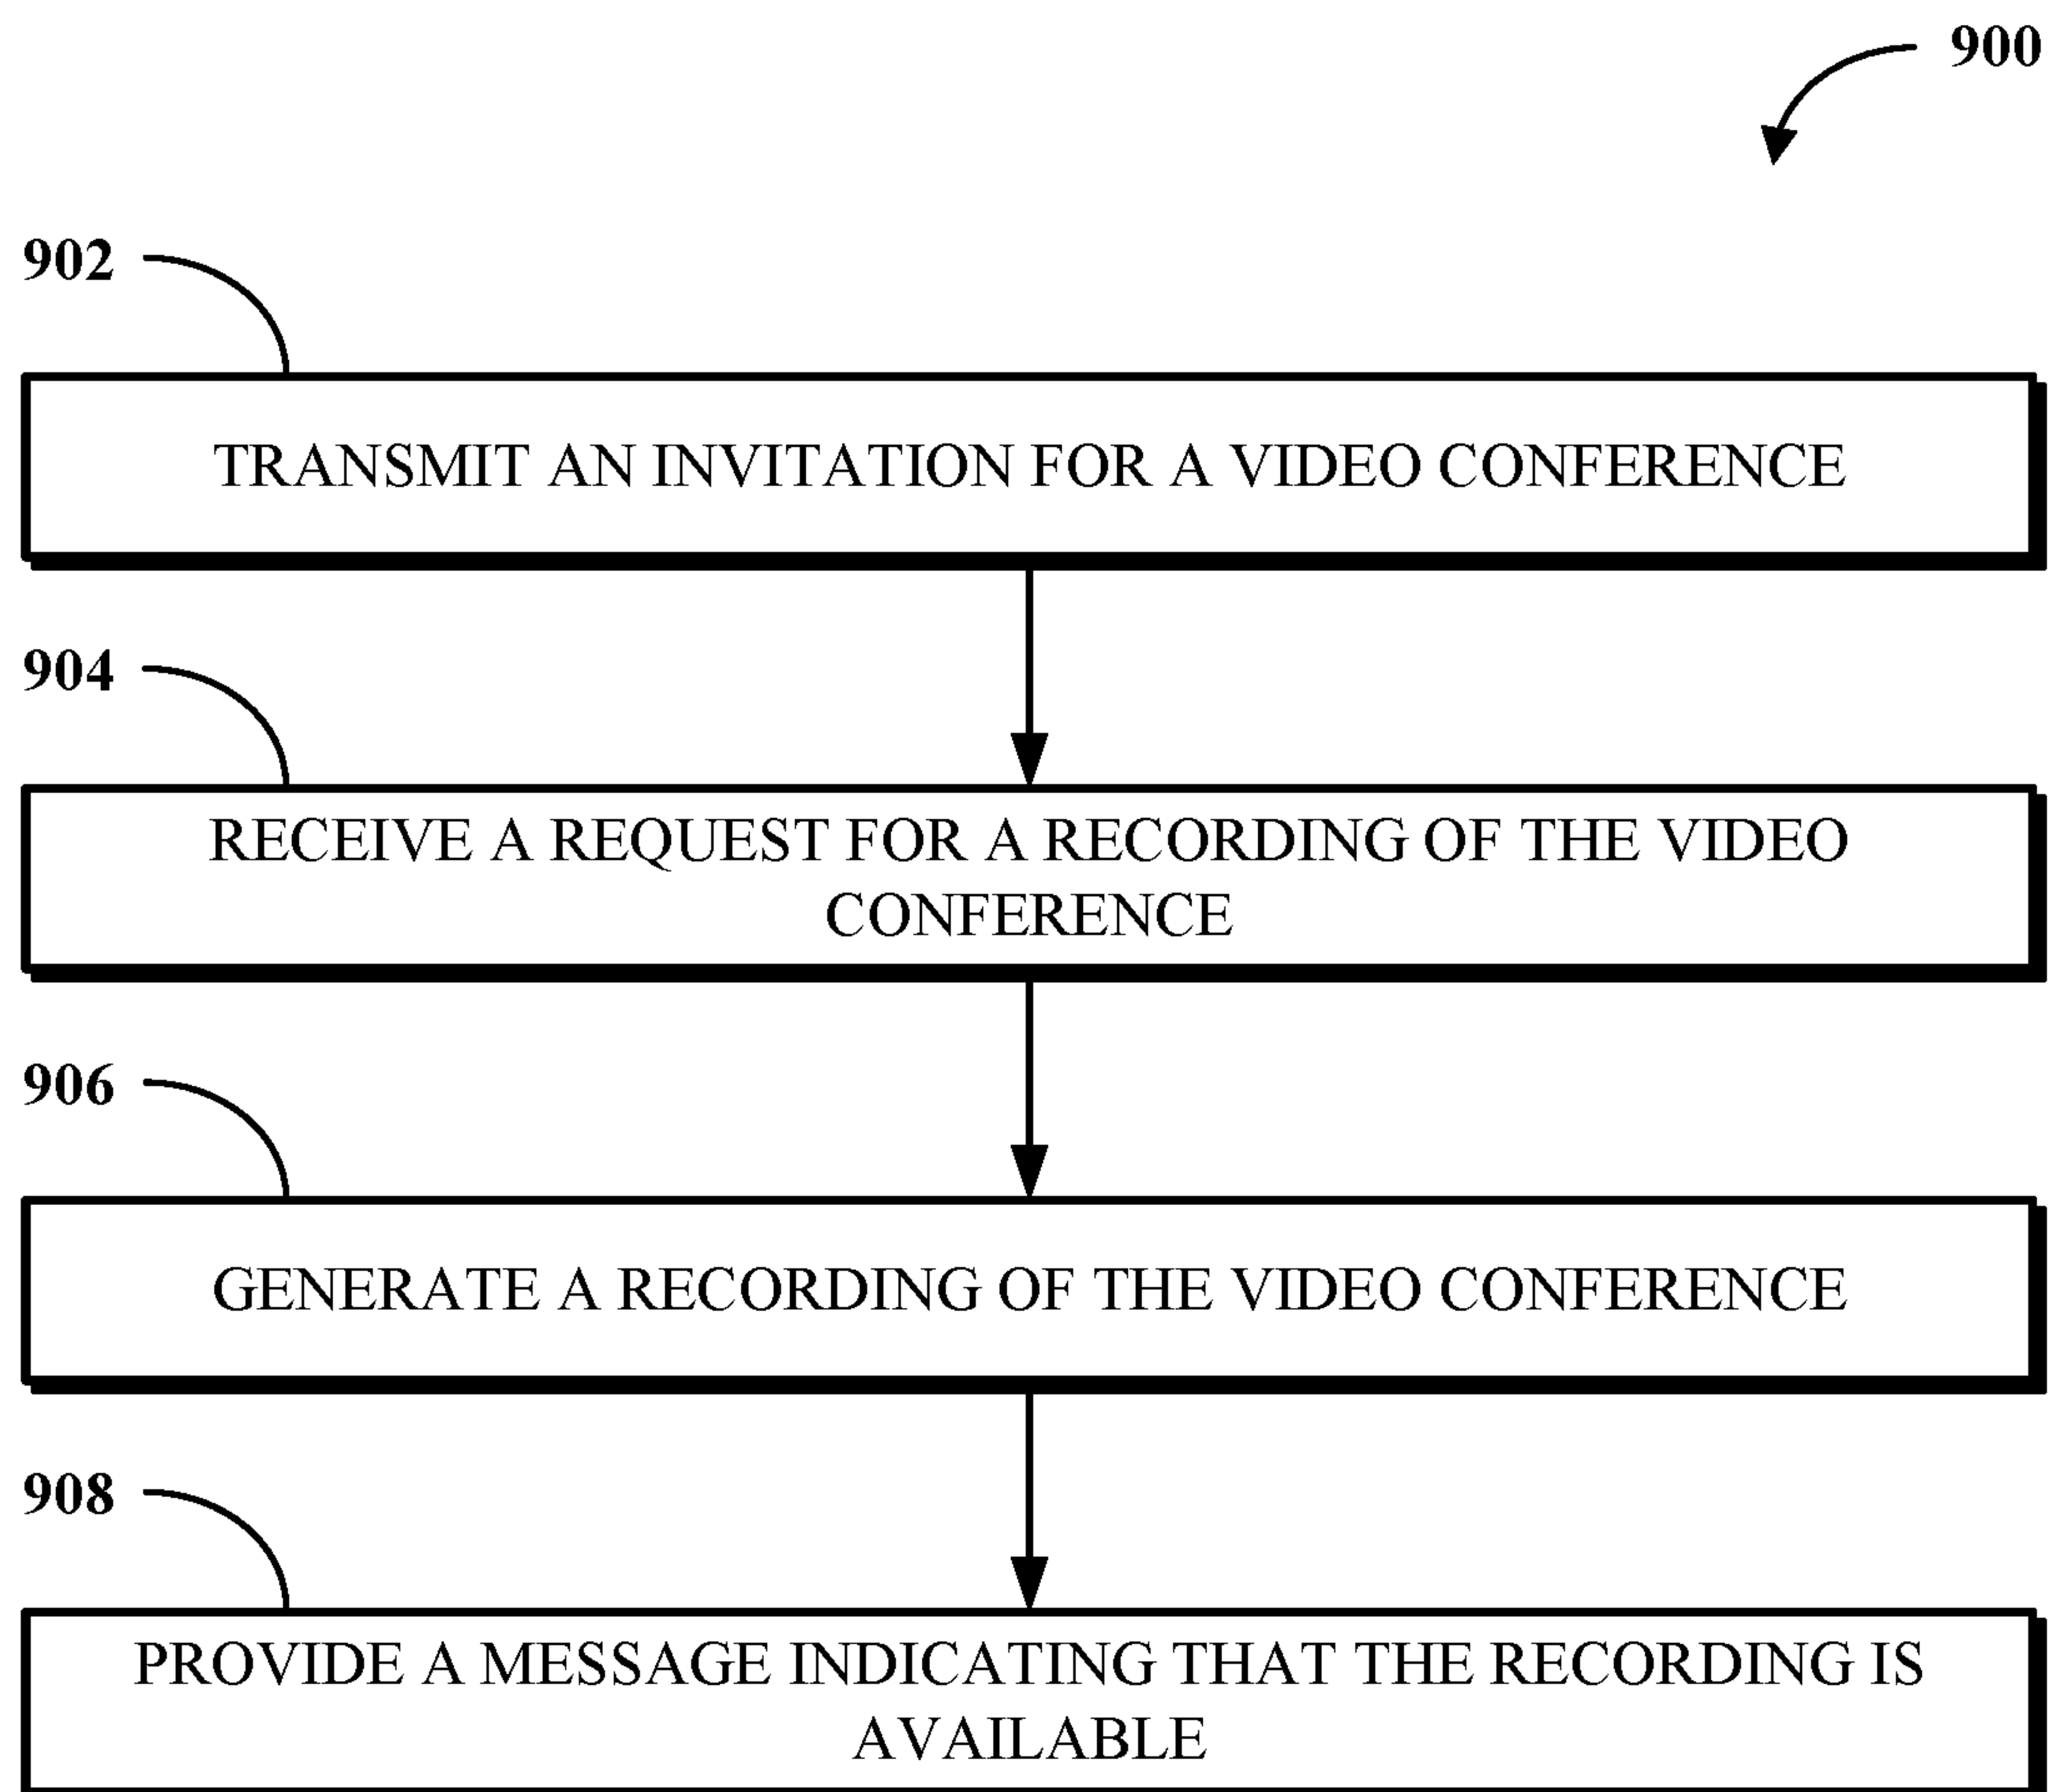 900
902
TRANSMIT AN INVITATION FOR A VIDEO CONFERENCE
904
RECEIVE A REQUEST FOR A RECORDING OF THE VIDEO
CONFERENCE
906
GENERATE A RECORDING OF THE VIDEO CONFERENCE
908
PROVIDE A MESSAGE INDICATING THAT THE RECORDING IS
AVAILABLE